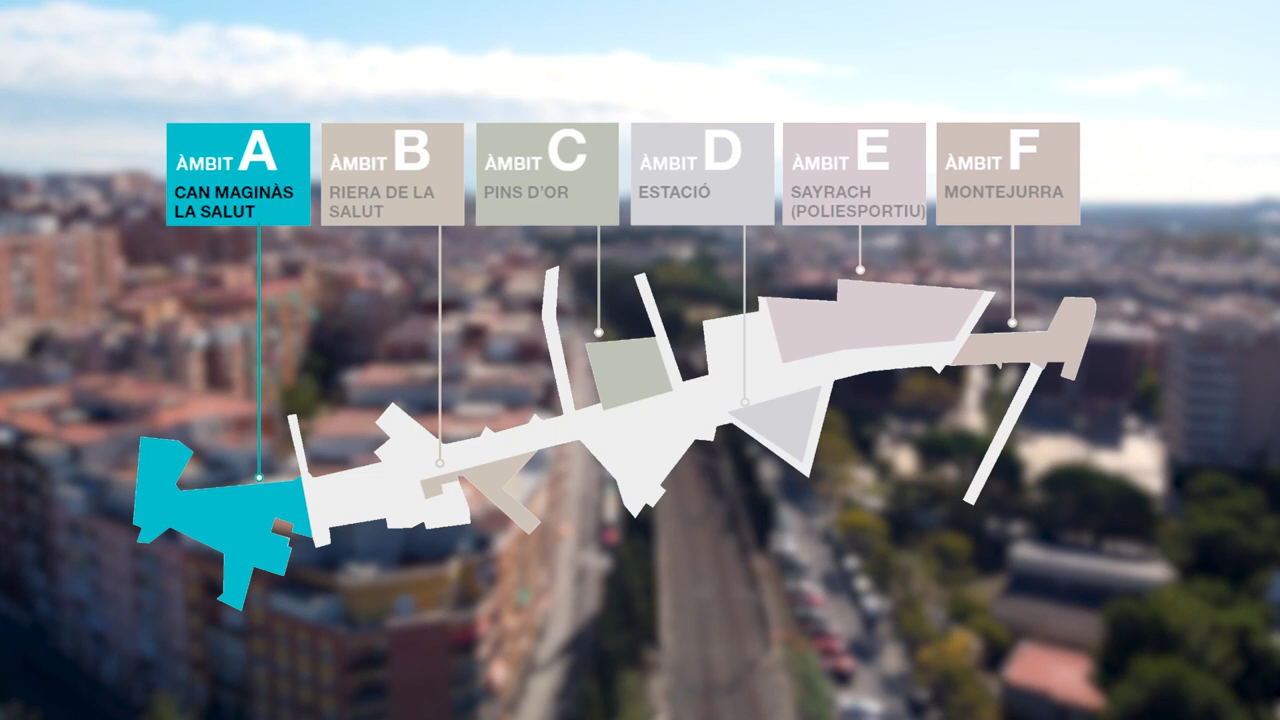 ÀMBIT A
CAN MAGINÀS
LA SALUT
ÀMBIT B
RIERA DE LA
SALUT
ÀMBIT C
PINS D'OR
ÀMBIT D
ESTACIÓ
ÀMBIT E
SAYRACH
(POLIESPORTIU)
ÀMBIT F
MONTEJURRA